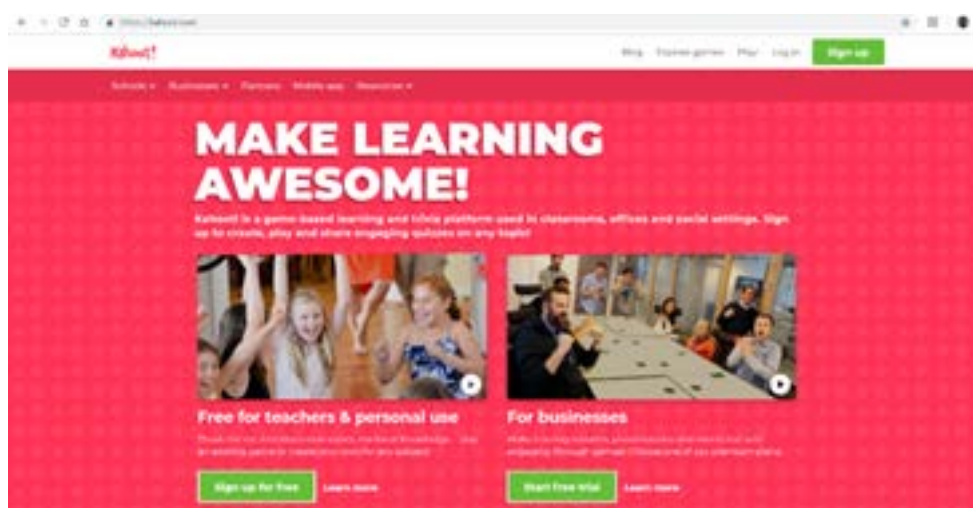 https://kahoot.com
Kahoot!
Blog Explore games Play Log in Sign up
Schools Businesses Partners Mobile app Resources
MAKE LEARNING
AWESOME!
Kahoot! is a game-based learning and trivia platform used in classrooms, offices and social settings. Sign
up to create, play and share engaging quizzes on any topic!
Free for teachers & personal use
For businesses
Sign up for free Learn more
Start free trial Learn more